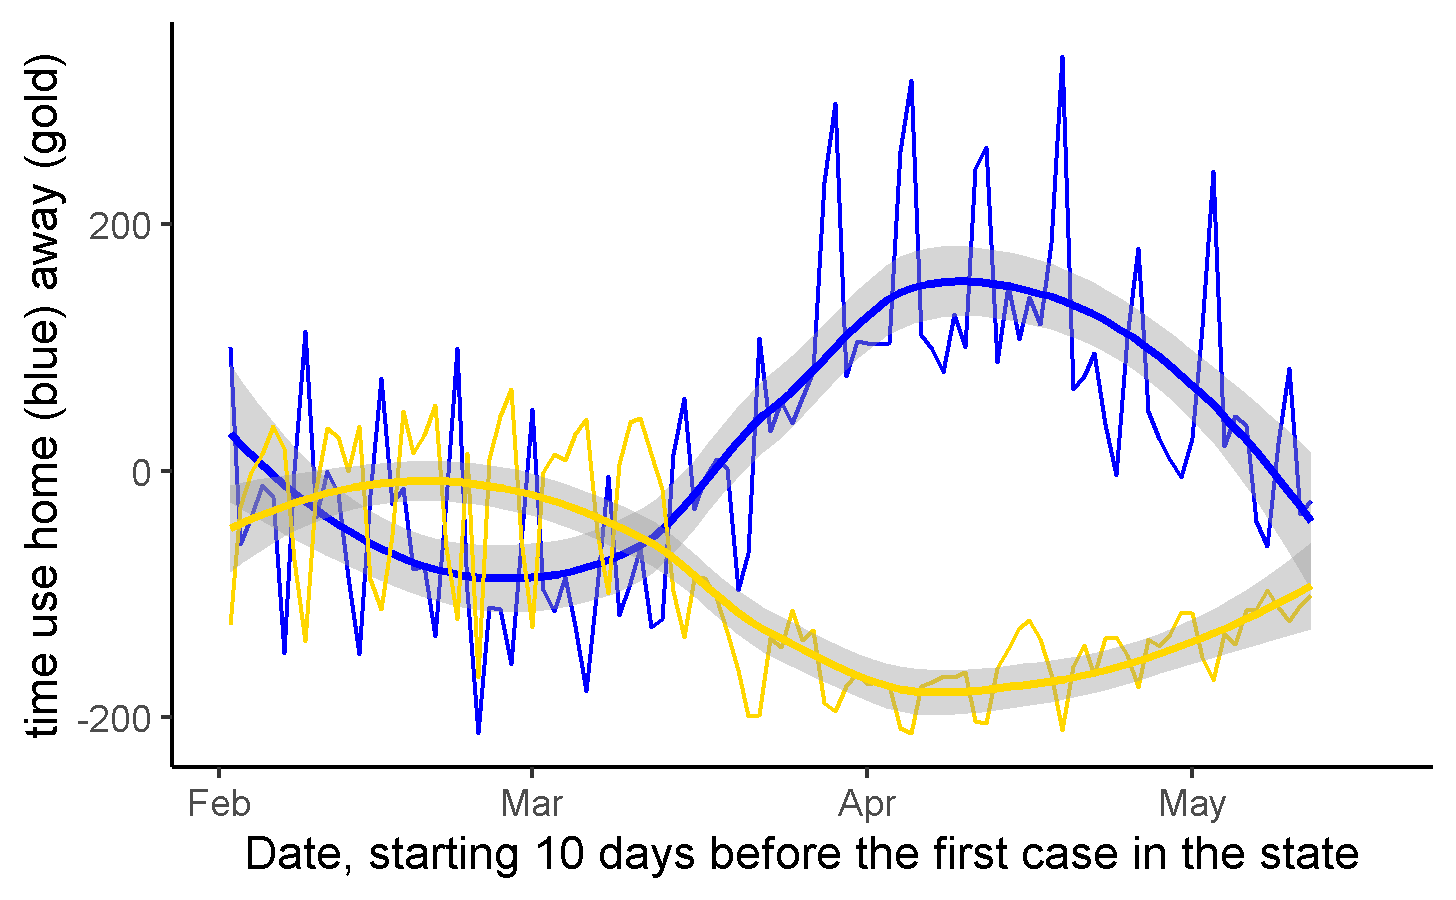 time use home (blue) away (gold)
200
0
-200
Feb
Mar
Apr
May
Date, starting 10 days before the first case in the state